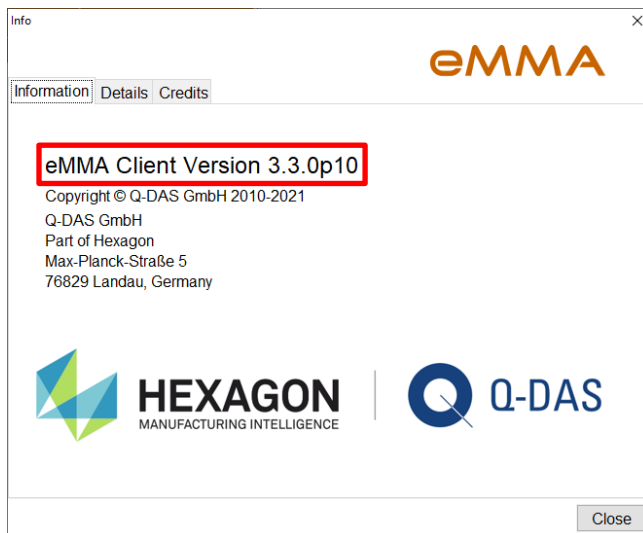 Info
eMMA
Information Details Credits
eMMA Client Version 3.3.0p10
Copyright © Q-DAS GmbH 2010-2021
Q-DAS GmbH
Part of Hexagon
Max-Planck-Straße 5
76829 Landau, Germany
HEXAGON
MANUFACTURING INTELLIGENCE
Q-DAS
Close